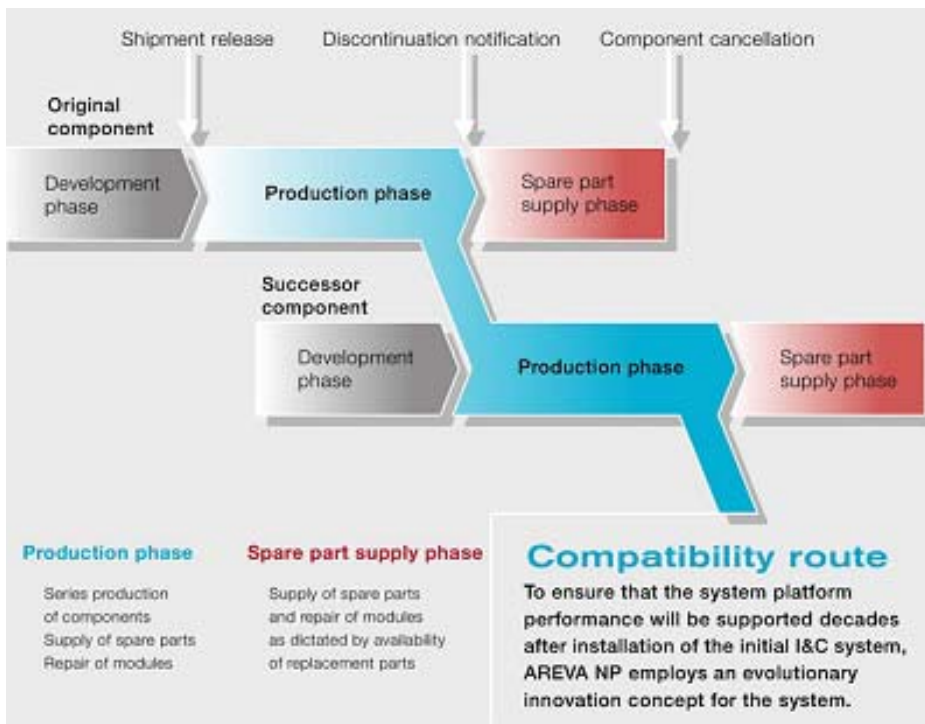 Shipment release
Discontinuation notification
Component cancellation
Original
component
Development
phase
Production phase
Spare part
supply phase
Successor
component
Development
phase
Production phase
Spare part
supply phase
Production phase
Series production
of components
Supply of spare parts
Repair of modules
Spare part supply phase
Supply of spare parts
and repair of modules
as dictated by availability
of replacement parts
Compatibility route
To ensure that the system platform
performance will be supported decades
after installation of the initial I&C system,
AREVA NP employs an evolutionary
innovation concept for the system.